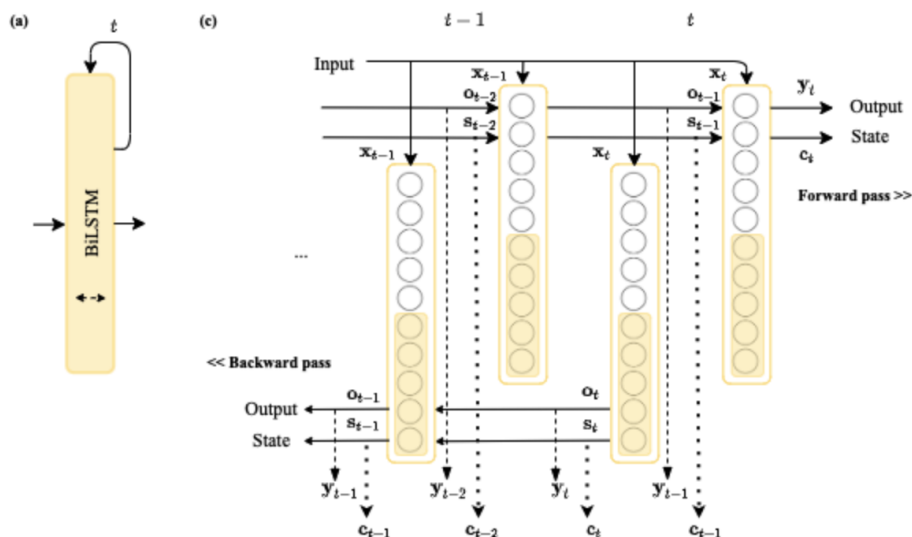 (a)
t
BiLSTM
(c)
t − 1
t
Input
x_{t−1}
x_t
o_{t−2}
o_{t−1}
y_t
Output
s_{t−2}
s_{t−1}
State
x_{t−1}
x_t
c_t
Forward pass >>
...
<< Backward pass
o_{t−1}
o_t
Output
s_{t−1}
s_t
State
y_{t−1}
y_{t−2}
y_t
y_{t−1}
c_{t−1}
c_{t−2}
c_t
c_{t−1}